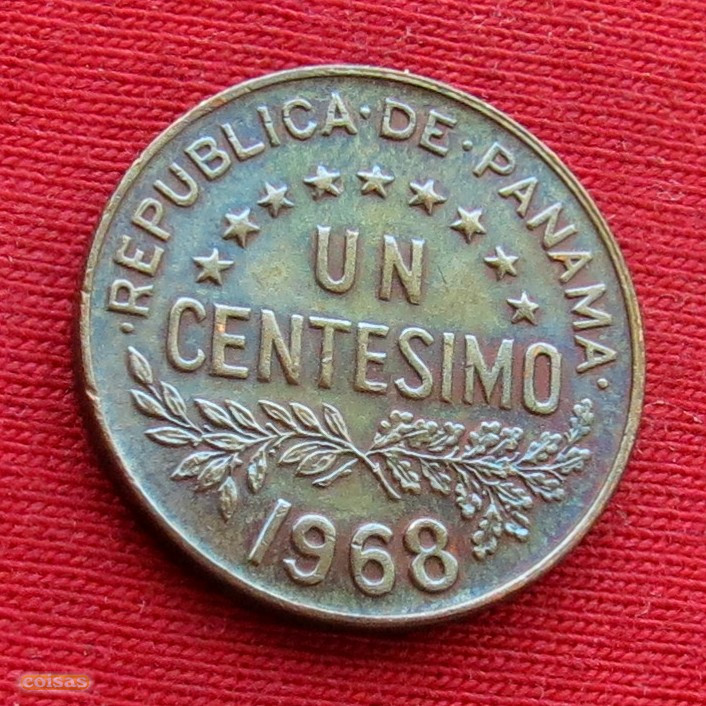 ·REPUBLICA·DE·PANAMA·
UN
CENTESIMO
1968
coisas